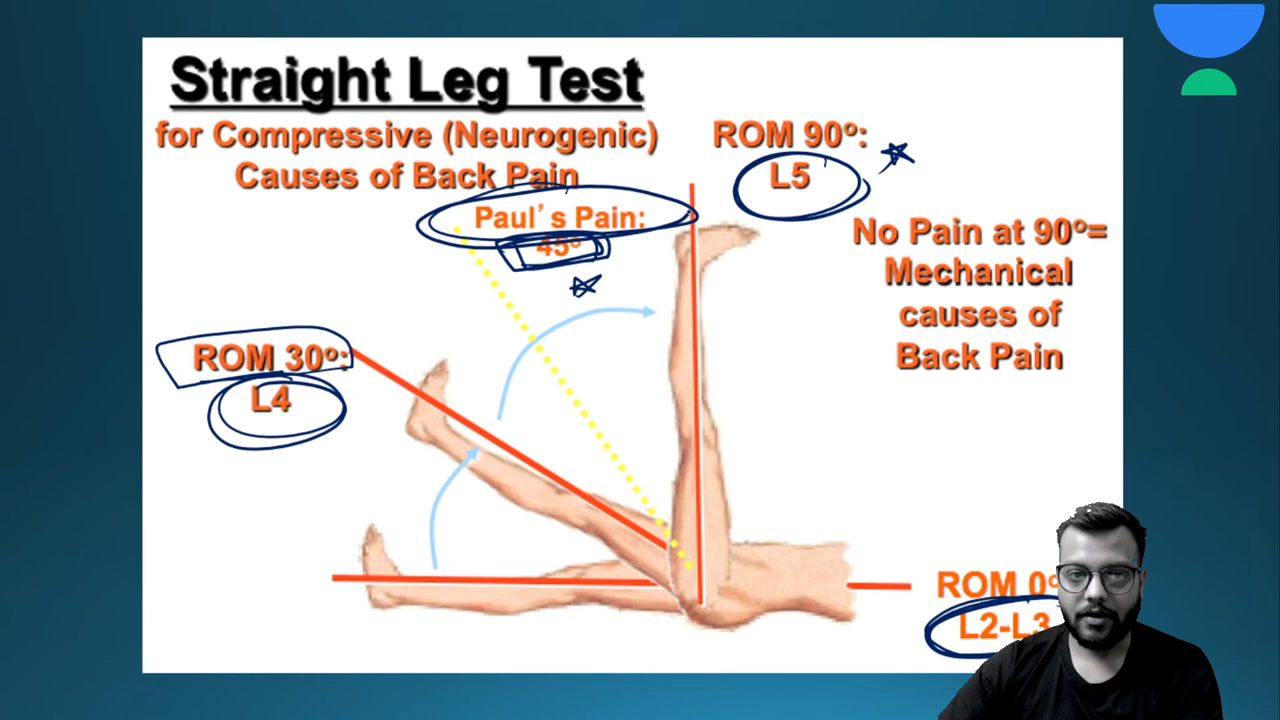 Straight Leg Test
for Compressive (Neurogenic)
Causes of Back Pain
Paul's Pain:
45º
ROM 90º:
L5
No Pain at 90º=
Mechanical
causes of
Back Pain
ROM 30º:
L4
ROM 0º
L2-L3